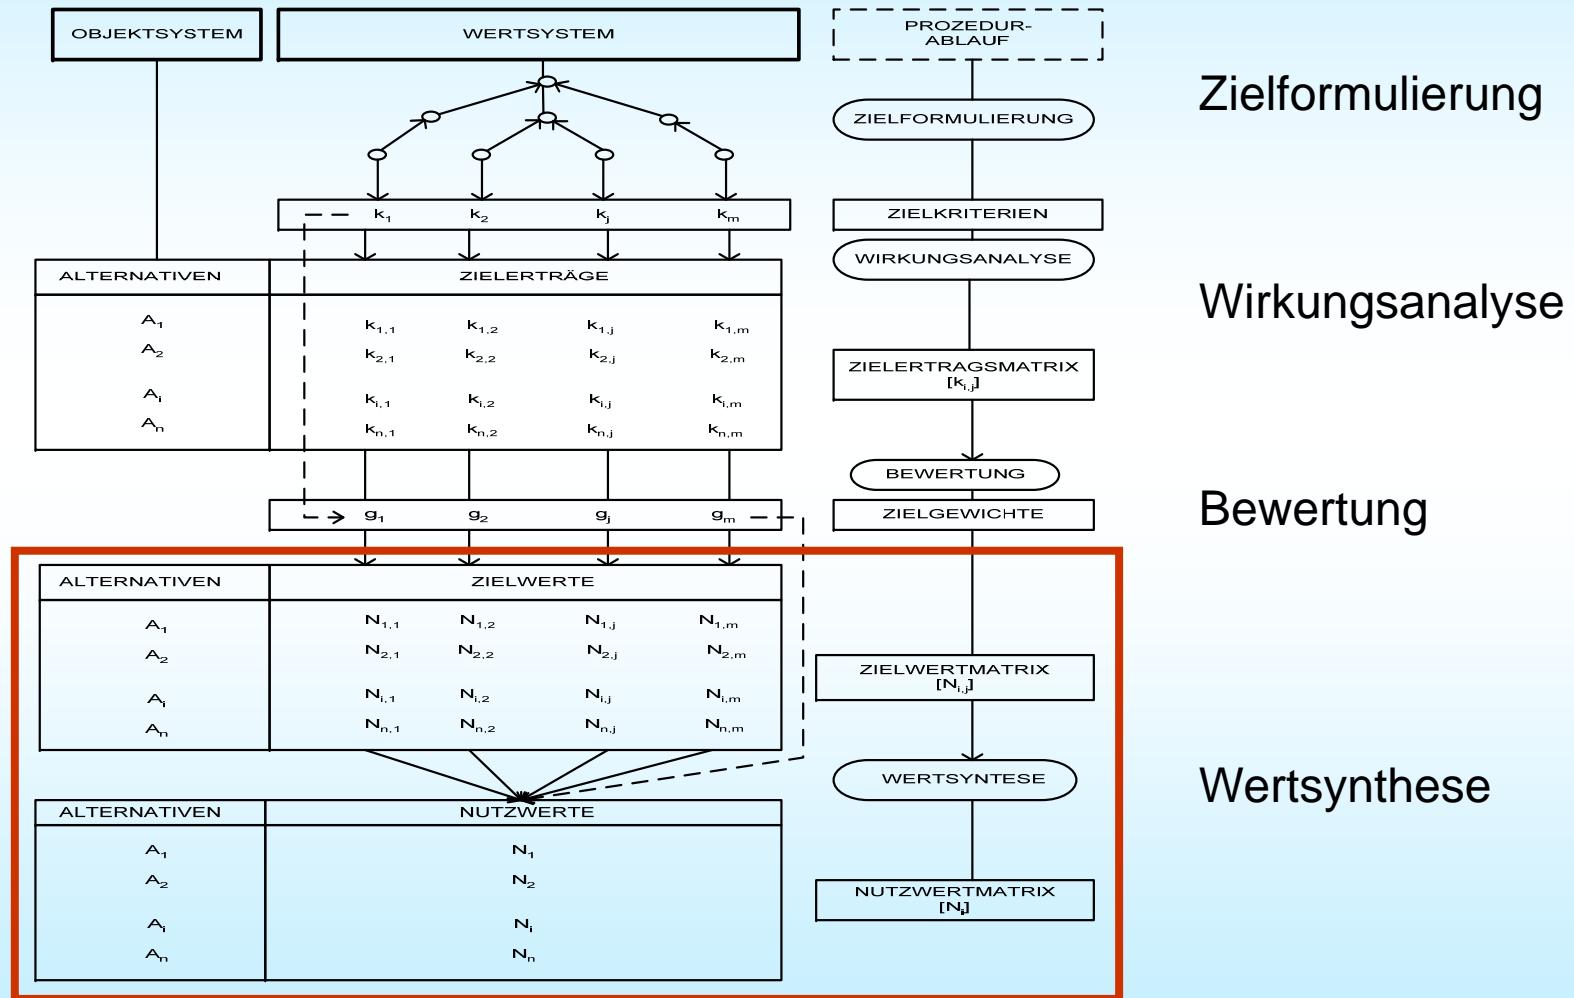 OBJEKTSYSTEM
WERTSYSTEM
PROZEDUR-
ABLAUF
Zielformulierung
ZIELFORMULIERUNG
k1 k2 kj km
ZIELKRITERIEN
WIRKUNGSANALYSE
ALTERNATIVEN ZIELERTRÄGE
Wirkungsanalyse
A1 k1,1 k1,2 k1,j k1,m
A2 k2,1 k2,2 k2,j k2,m
Ai ki,1 ki,2 ki,j ki,m
An kn,1 kn,2 kn,j kn,m
ZIELERTRAGSMATRIX
[ki,j]
BEWERTUNG
g1 g2 gj gm
ZIELGEWICHTE
Bewertung
ALTERNATIVEN ZIELWERTE
A1 N1,1 N1,2 N1,j N1,m
A2 N2,1 N2,2 N2,j N2,m
Ai Ni,1 Ni,2 Ni,j Ni,m
An Nn,1 Nn,2 Nn,j Nn,m
ZIELWERTMATRIX
[Ni,j]
WERTSYNTESE
Wertsynthese
ALTERNATIVEN NUTZWERTE
A1 N1
A2 N2
Ai Ni
An Nn
NUTZWERTMATRIX
[Ni]